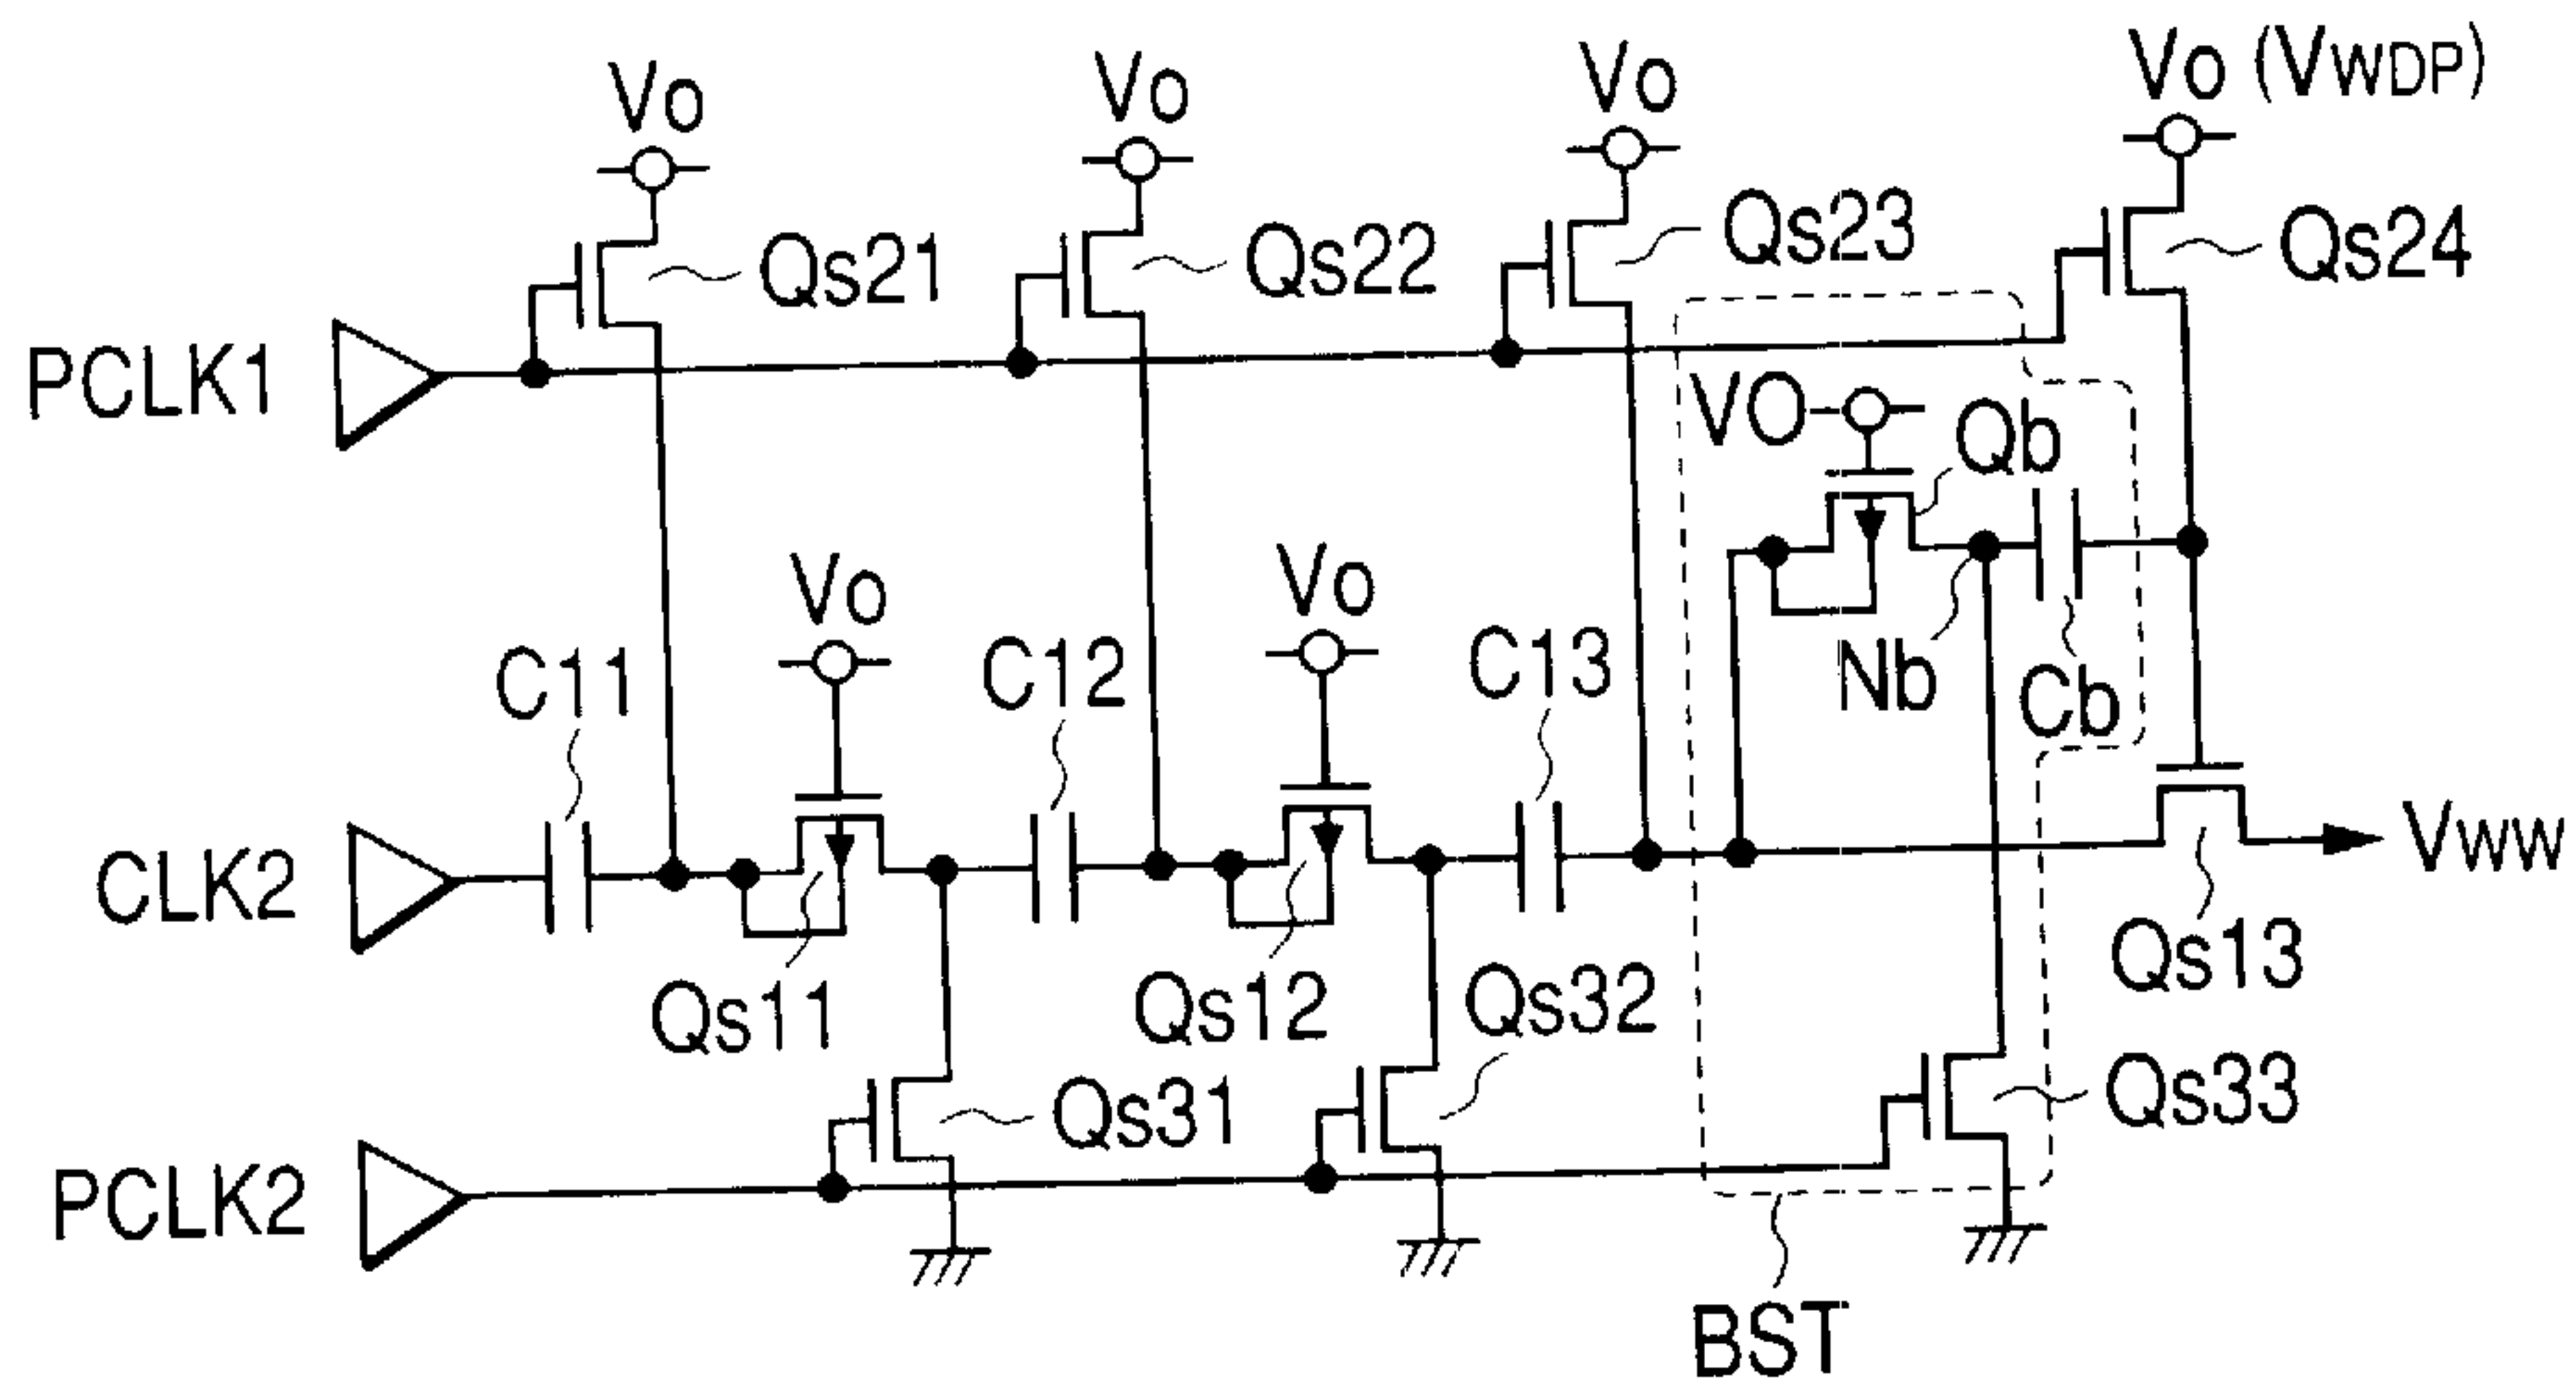 Vo
Vo
Vo
Vo (VWDP)
Qs21
Qs22
Qs23
Qs24
PCLK1
VO
Qb
Vo
Vo
C11
C12
C13
Nb
Cb
CLK2
VWW
Qs11
Qs12
Qs32
Qs13
Qs31
Qs33
PCLK2
BST